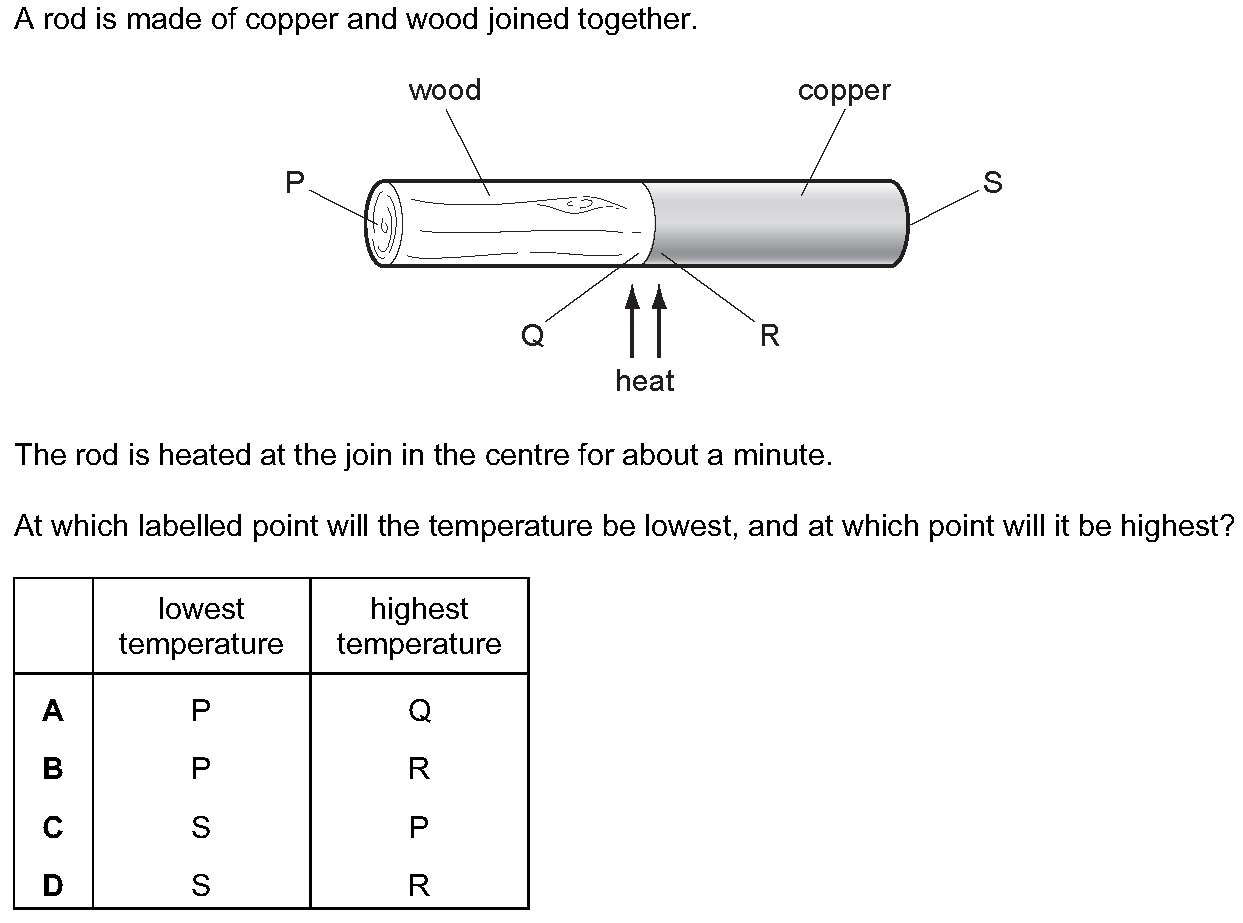 A rod is made of copper and wood joined together.
wood
copper
P
S
Q
R
heat
The rod is heated at the join in the centre for about a minute.
At which labelled point will the temperature be lowest, and at which point will it be highest?
lowest temperature highest temperature
A P Q
B P R
C S P
D S R